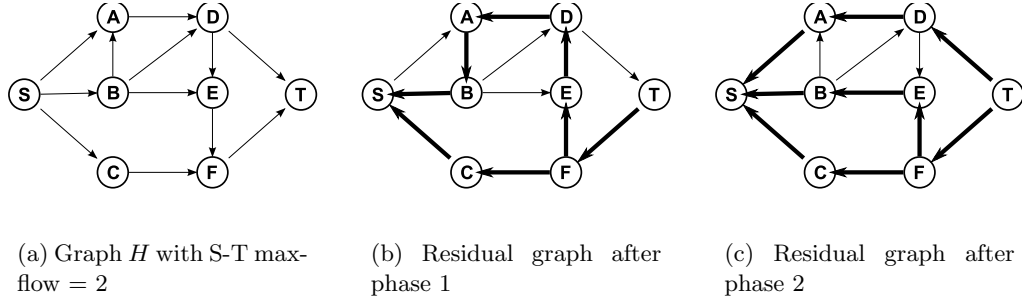 A D
S B E T
C F
A D
S B E T
C F
A D
S B E T
C F
(a) Graph H with S-T max-
flow = 2
(b) Residual graph after
phase 1
(c) Residual graph after
phase 2